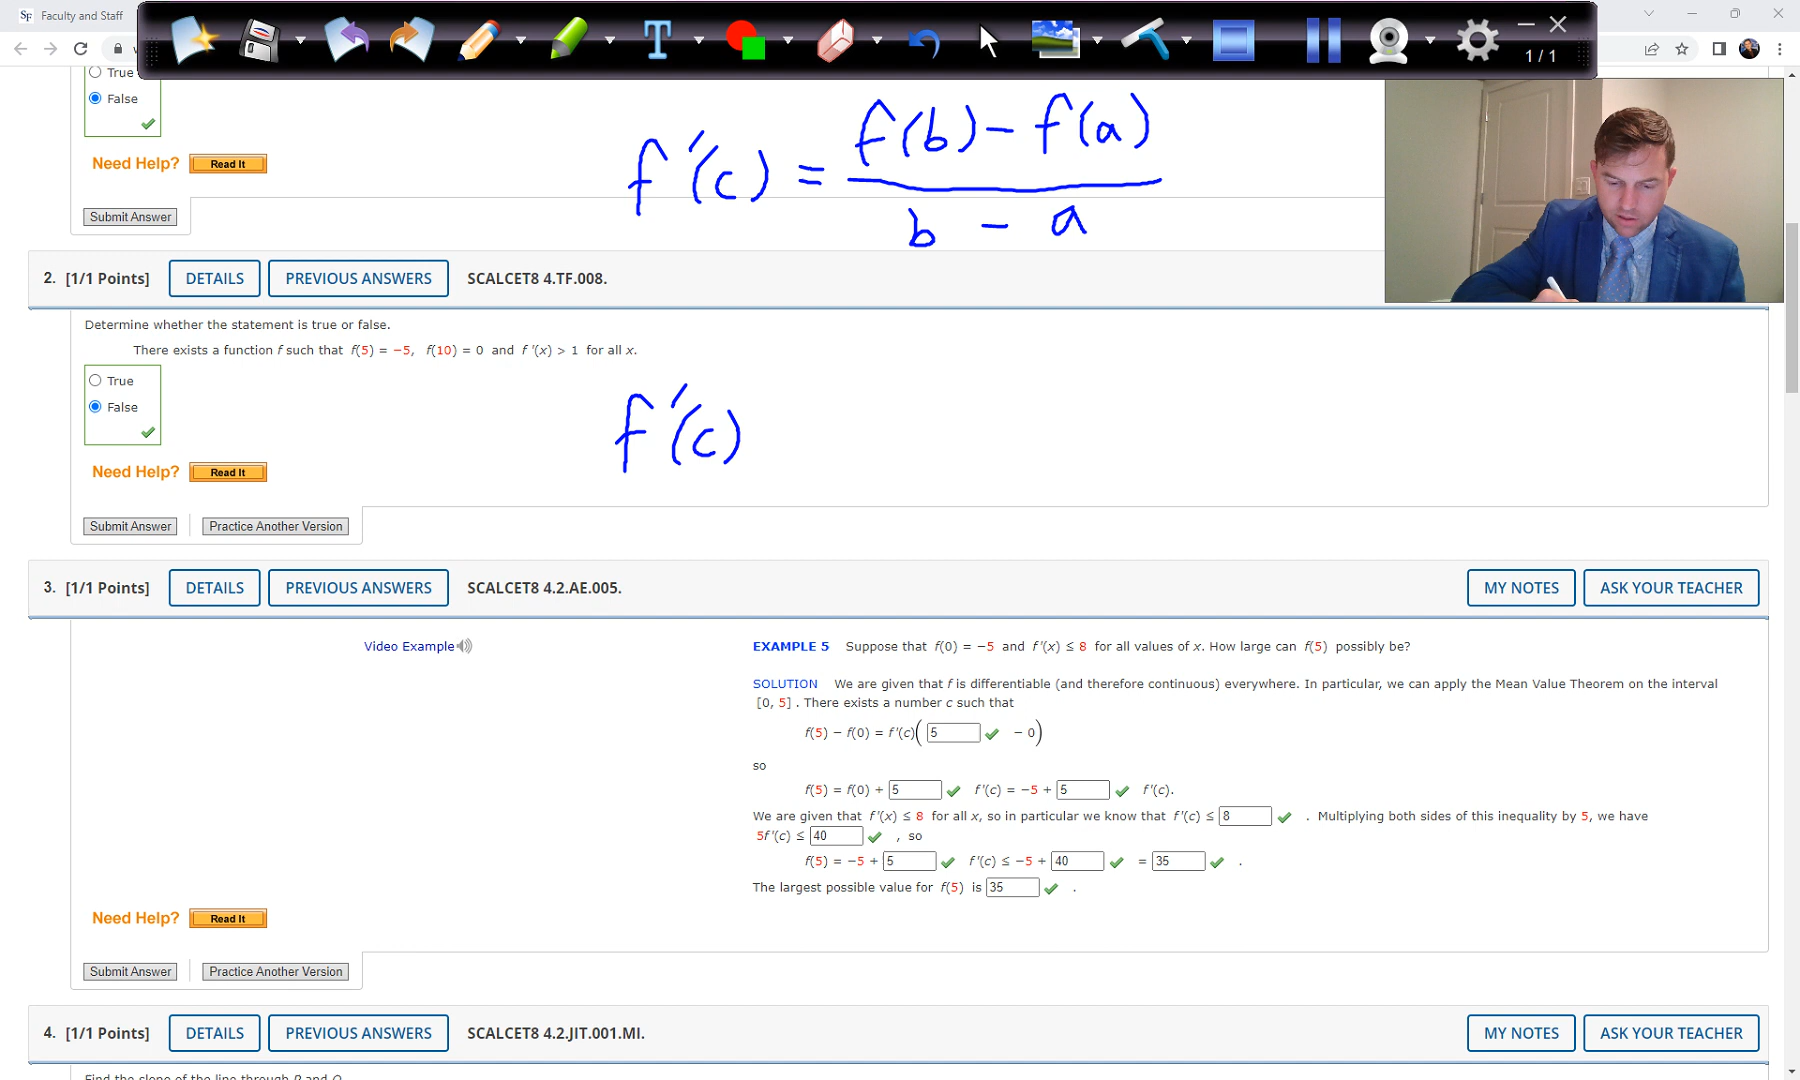 Faculty and Staff
T
1 / 1
True
False
Need Help? Read It
Submit Answer
f'(c) = f(b) - f(a)
b - a
2. [1/1 Points] DETAILS PREVIOUS ANSWERS SCALCET8 4.TF.008.
Determine whether the statement is true or false.
There exists a function f such that f(5) = −5, f(10) = 0 and f '(x) > 1 for all x.
True
False
f'(c)
Need Help? Read It
Submit Answer Practice Another Version
3. [1/1 Points] DETAILS PREVIOUS ANSWERS SCALCET8 4.2.AE.005. MY NOTES ASK YOUR TEACHER
Video Example
EXAMPLE 5 Suppose that f(0) = −5 and f '(x) ≤ 8 for all values of x. How large can f(5) possibly be?
SOLUTION We are given that f is differentiable (and therefore continuous) everywhere. In particular, we can apply the Mean Value Theorem on the interval
[0, 5] . There exists a number c such that
f(5) − f(0) = f '(c)( 5 − 0)
so
f(5) = f(0) + 5 f '(c) = −5 + 5 f '(c).
We are given that f '(x) ≤ 8 for all x, so in particular we know that f '(c) ≤ 8 . Multiplying both sides of this inequality by 5, we have
5f '(c) ≤ 40 , so
f(5) = −5 + 5 f '(c) ≤ −5 + 40 = 35 .
The largest possible value for f(5) is 35 .
Need Help? Read It
Submit Answer Practice Another Version
4. [1/1 Points] DETAILS PREVIOUS ANSWERS SCALCET8 4.2.JIT.001.MI. MY NOTES ASK YOUR TEACHER
Find the slope of the line through P and Q